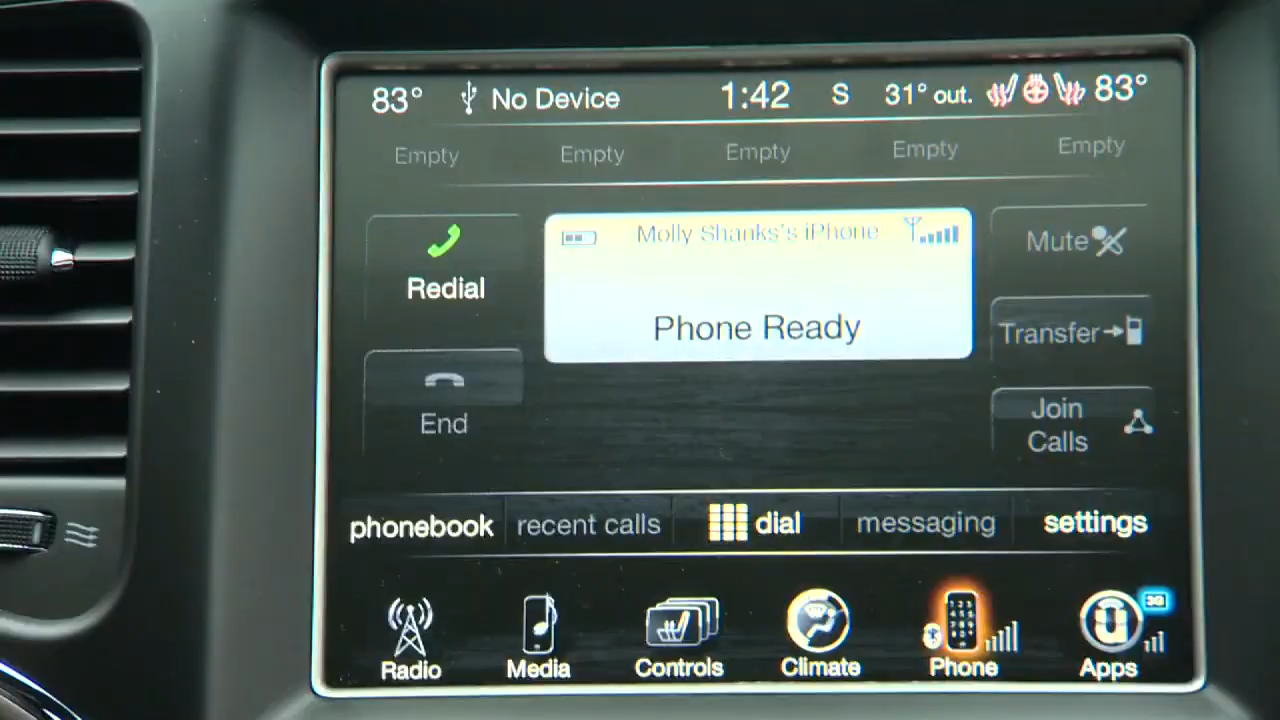 83° No Device 1:42 S 31° out. 83°
Empty Empty Empty Empty Empty
Molly Shanks's iPhone
Phone Ready
Redial
End
Mute
Transfer
Join
Calls
phonebook recent calls dial messaging settings
3G
Radio Media Controls Climate Phone Apps